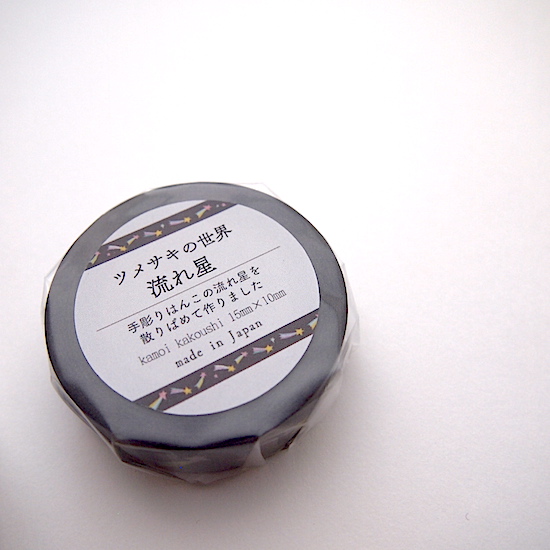 ツメサキの世界
流れ星
手彫りはんこの流れ星を
散りばめて作りました
kamoi kakoushi 15mm×10mm
made in Japan